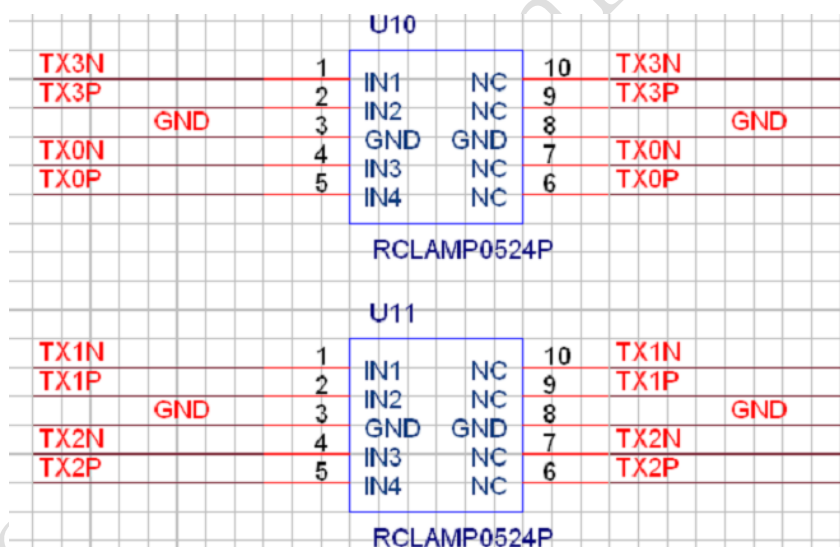 U10
TX3N 1 IN1 NC 10 TX3N
TX3P 2 IN2 NC 9 TX3P
GND 3 GND GND 8 GND
TX0N 4 IN3 NC 7 TX0N
TX0P 5 IN4 NC 6 TX0P
RCLAMP0524P
U11
TX1N 1 IN1 NC 10 TX1N
TX1P 2 IN2 NC 9 TX1P
GND 3 GND GND 8 GND
TX2N 4 IN3 NC 7 TX2N
TX2P 5 IN4 NC 6 TX2P
RCLAMP0524P